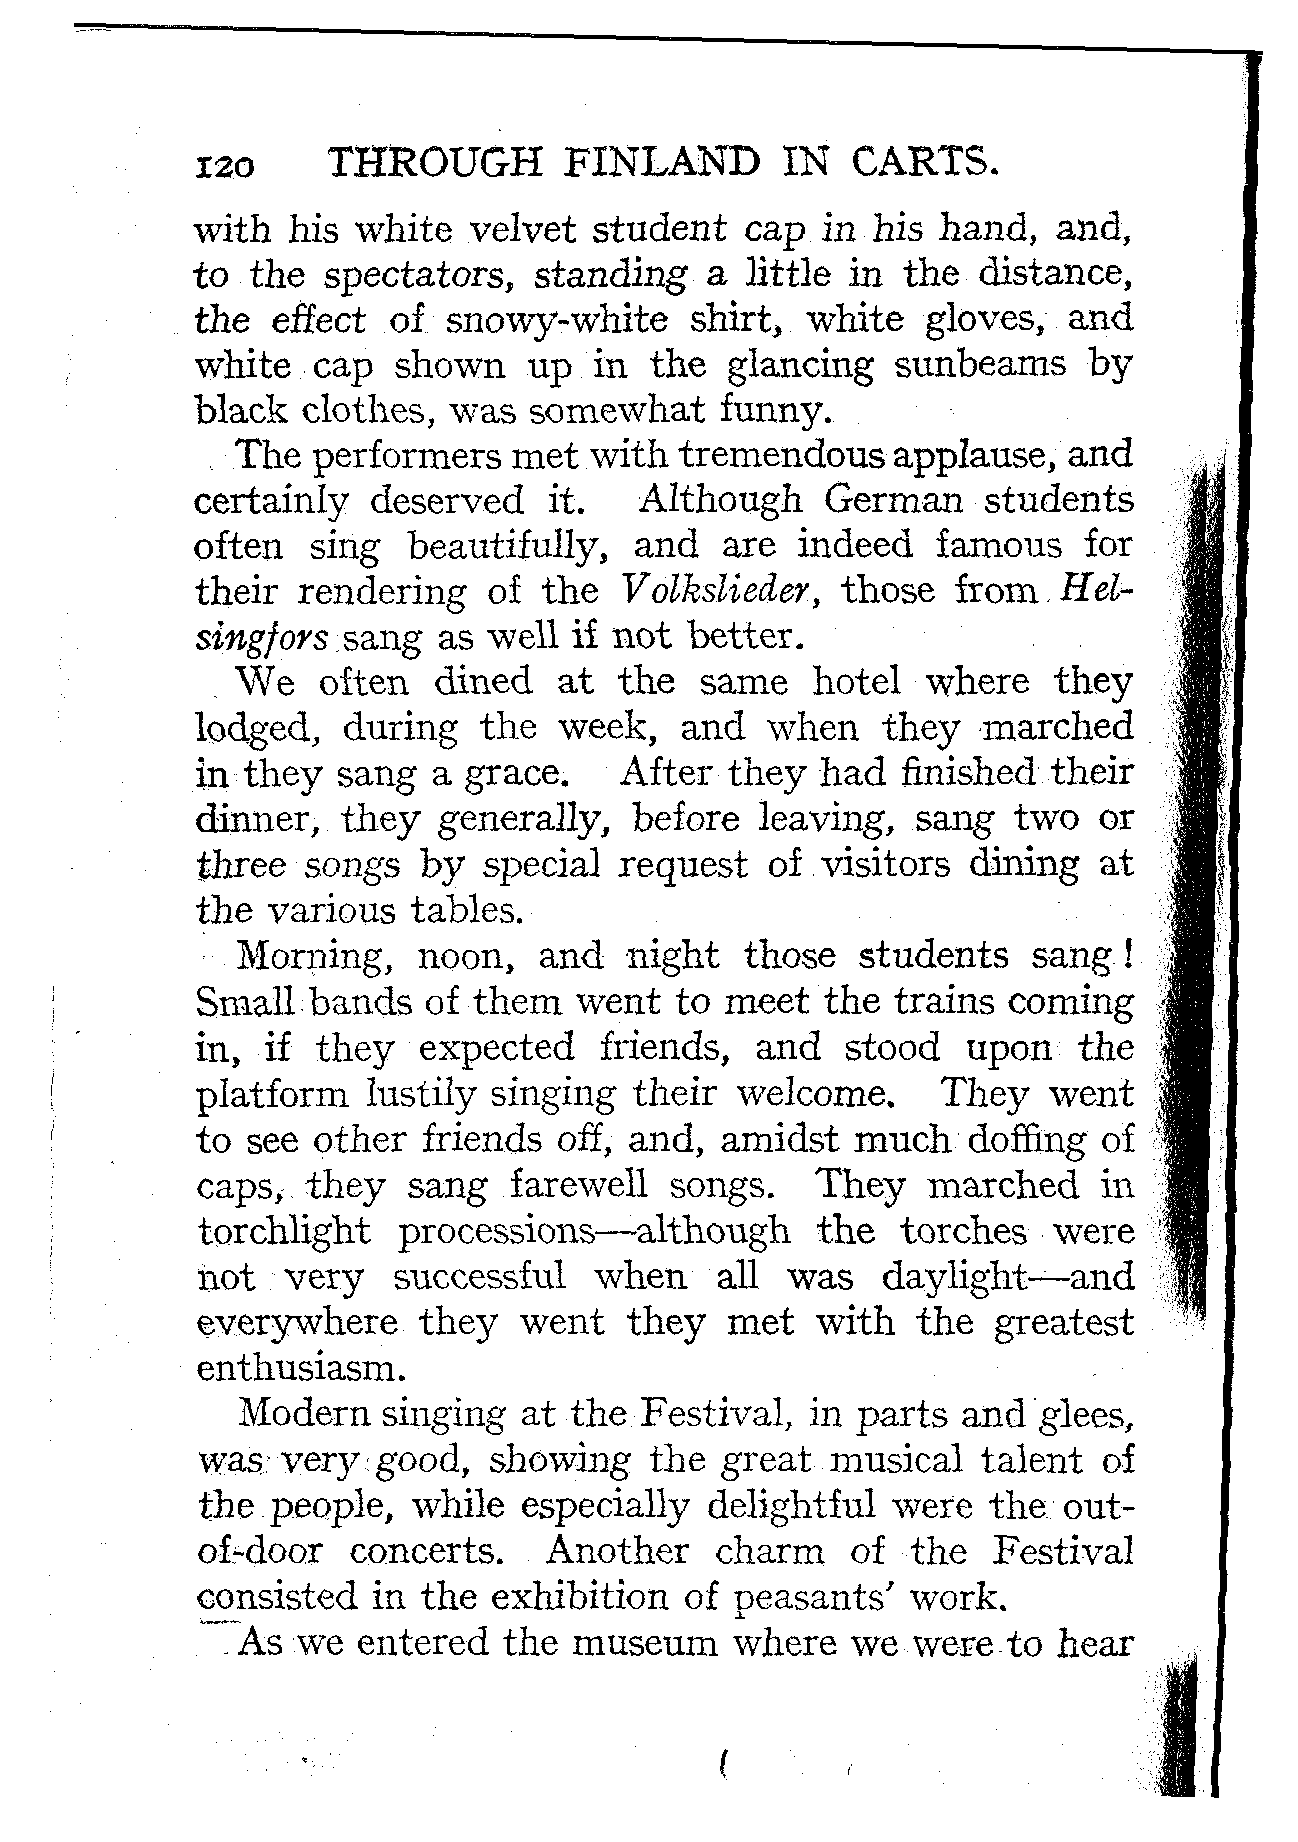 120 THROUGH FINLAND IN CARTS.
with his white velvet student cap in his hand, and,
to the spectators, standing a little in the distance,
the effect of snowy-white shirt, white gloves, and
white cap shown up in the glancing sunbeams by
black clothes, was somewhat funny.
The performers met with tremendous applause, and
certainly deserved it. Although German students
often sing beautifully, and are indeed famous for
their rendering of the Volkslieder, those from Hel-
singfors sang as well if not better.
We often dined at the same hotel where they
lodged, during the week, and when they marched
in they sang a grace. After they had finished their
dinner, they generally, before leaving, sang two or
three songs by special request of visitors dining at
the various tables.
Morning, noon, and night those students sang!
Small bands of them went to meet the trains coming
in, if they expected friends, and stood upon the
platform lustily singing their welcome. They went
to see other friends off, and, amidst much doffing of
caps, they sang farewell songs. They marched in
torchlight processions—although the torches were
not very successful when all was daylight—and
everywhere they went they met with the greatest
enthusiasm.
Modern singing at the Festival, in parts and glees,
was very good, showing the great musical talent of
the people, while especially delightful were the out-
of-door concerts. Another charm of the Festival
consisted in the exhibition of peasants' work.
As we entered the museum where we were to hear